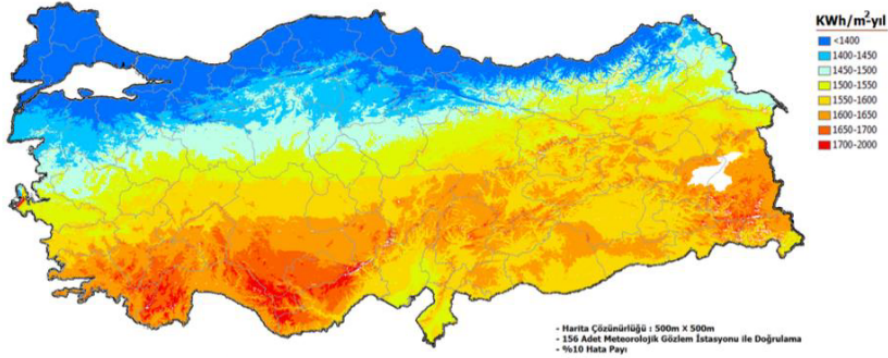 KWh/m²-yıl
<1400
1400-1450
1450-1500
1500-1550
1550-1600
1600-1650
1650-1700
1700-2000
- Harita Çözünürlüğü : 500m X 500m
- 156 Adet Meteorolojik Gözlem İstasyonu ile Doğrulama
- %10 Hata Payı